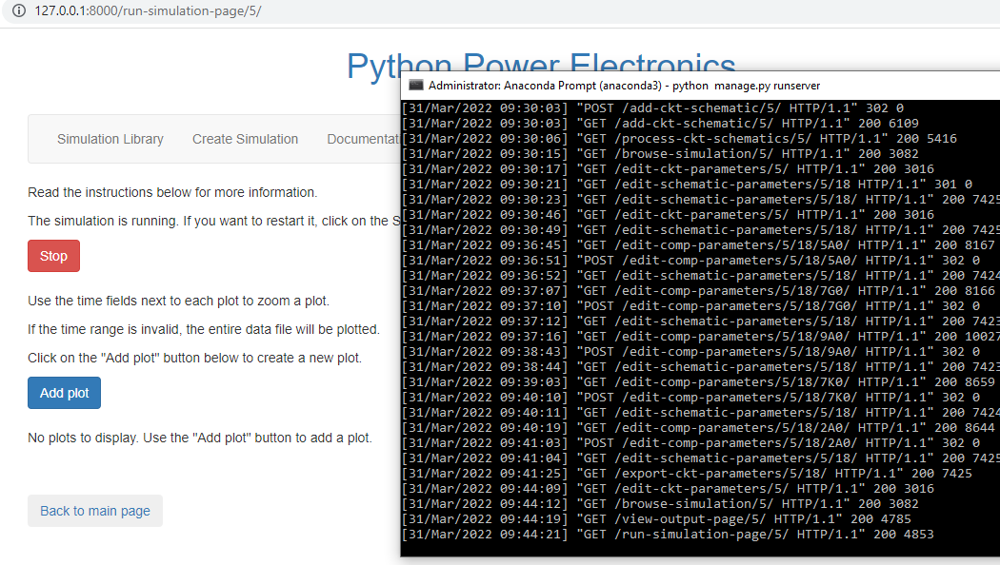 127.0.0.1:8000/run-simulation-page/5/
Python Power Electronics
Simulation Library Create Simulation Documentat
Read the instructions below for more information.
The simulation is running. If you want to restart it, click on the S
Stop
Use the time fields next to each plot to zoom a plot.
If the time range is invalid, the entire data file will be plotted.
Click on the "Add plot" button below to create a new plot.
Add plot
No plots to display. Use the "Add plot" button to add a plot.
Back to main page
Administrator: Anaconda Prompt (anaconda3) - python manage.py runserver
[31/Mar/2022 09:30:03] "POST /add-ckt-schematic/5/ HTTP/1.1" 302 0
[31/Mar/2022 09:30:03] "GET /add-ckt-schematic/5/ HTTP/1.1" 200 6109
[31/Mar/2022 09:30:06] "GET /process-ckt-schematics/5/ HTTP/1.1" 200 5416
[31/Mar/2022 09:30:15] "GET /browse-simulation/5/ HTTP/1.1" 200 3082
[31/Mar/2022 09:30:17] "GET /edit-ckt-parameters/5/ HTTP/1.1" 200 3016
[31/Mar/2022 09:30:21] "GET /edit-schematic-parameters/5/18 HTTP/1.1" 301 0
[31/Mar/2022 09:30:23] "GET /edit-schematic-parameters/5/18/ HTTP/1.1" 200 7425
[31/Mar/2022 09:30:46] "GET /edit-ckt-parameters/5/ HTTP/1.1" 200 3016
[31/Mar/2022 09:30:49] "GET /edit-schematic-parameters/5/18/ HTTP/1.1" 200 7425
[31/Mar/2022 09:36:45] "GET /edit-comp-parameters/5/18/5A0/ HTTP/1.1" 200 8167
[31/Mar/2022 09:36:51] "POST /edit-comp-parameters/5/18/5A0/ HTTP/1.1" 302 0
[31/Mar/2022 09:36:52] "GET /edit-schematic-parameters/5/18/ HTTP/1.1" 200 7424
[31/Mar/2022 09:37:07] "GET /edit-comp-parameters/5/18/7G0/ HTTP/1.1" 200 8166
[31/Mar/2022 09:37:10] "POST /edit-comp-parameters/5/18/7G0/ HTTP/1.1" 302 0
[31/Mar/2022 09:37:12] "GET /edit-schematic-parameters/5/18/ HTTP/1.1" 200 7423
[31/Mar/2022 09:37:16] "GET /edit-comp-parameters/5/18/9A0/ HTTP/1.1" 200 10027
[31/Mar/2022 09:38:43] "POST /edit-comp-parameters/5/18/9A0/ HTTP/1.1" 302 0
[31/Mar/2022 09:38:44] "GET /edit-schematic-parameters/5/18/ HTTP/1.1" 200 7423
[31/Mar/2022 09:39:03] "GET /edit-comp-parameters/5/18/7K0/ HTTP/1.1" 200 8659
[31/Mar/2022 09:40:10] "POST /edit-comp-parameters/5/18/7K0/ HTTP/1.1" 302 0
[31/Mar/2022 09:40:11] "GET /edit-schematic-parameters/5/18/ HTTP/1.1" 200 7424
[31/Mar/2022 09:40:19] "GET /edit-comp-parameters/5/18/2A0/ HTTP/1.1" 200 8644
[31/Mar/2022 09:41:03] "POST /edit-comp-parameters/5/18/2A0/ HTTP/1.1" 302 0
[31/Mar/2022 09:41:04] "GET /edit-schematic-parameters/5/18/ HTTP/1.1" 200 7425
[31/Mar/2022 09:41:25] "GET /export-ckt-parameters/5/18/ HTTP/1.1" 200 7425
[31/Mar/2022 09:44:09] "GET /edit-ckt-parameters/5/ HTTP/1.1" 200 3016
[31/Mar/2022 09:44:12] "GET /browse-simulation/5/ HTTP/1.1" 200 3082
[31/Mar/2022 09:44:19] "GET /view-output-page/5/ HTTP/1.1" 200 4785
[31/Mar/2022 09:44:21] "GET /run-simulation-page/5/ HTTP/1.1" 200 4853